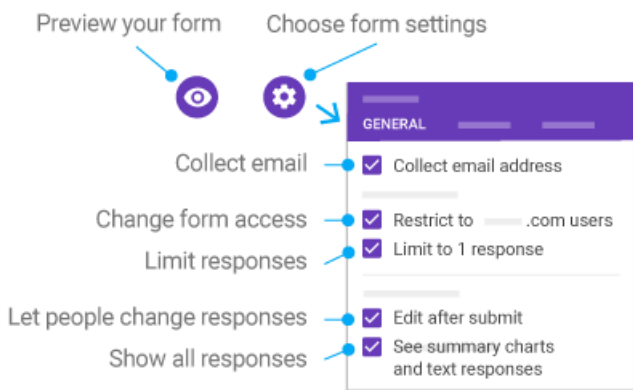 Preview your form
Choose form settings
GENERAL
Collect email
Collect email address
Change form access
Restrict to .com users
Limit responses
Limit to 1 response
Let people change responses
Edit after submit
Show all responses
See summary charts
and text responses